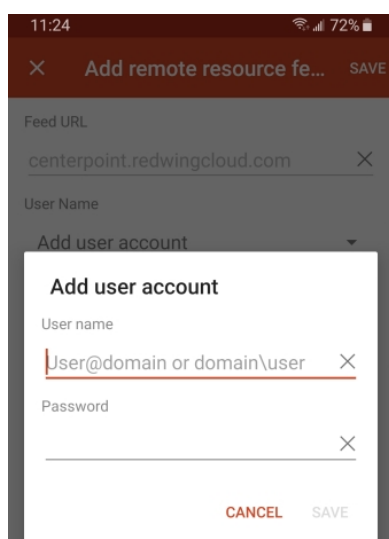 11:24 72%
Add remote resource fe... SAVE
Feed URL
centerpoint.redwingcloud.com
User Name
Add user account
Add user account
User name
User@domain or domain\user
Password
CANCEL SAVE